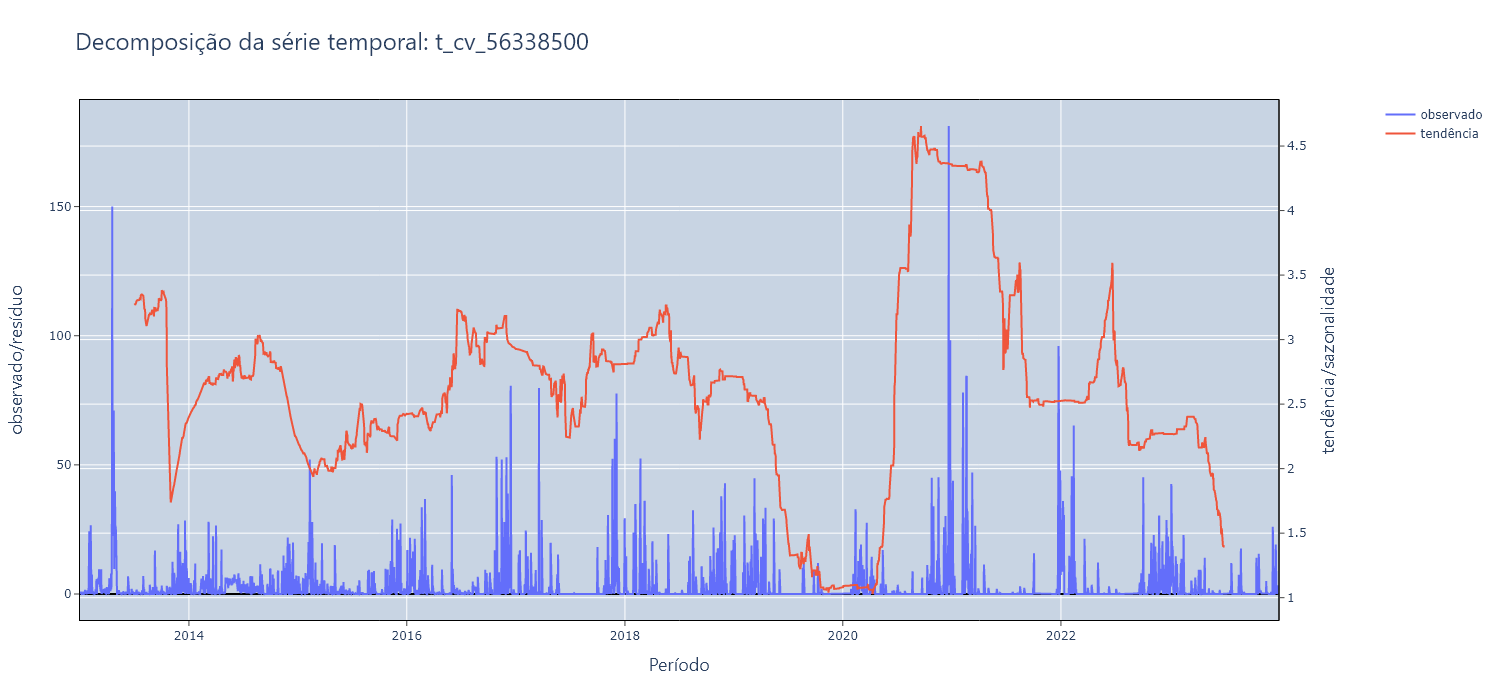 Decomposição da série temporal: t_cv_56338500
observado
tendência
observado/resíduo
150
100
50
0
4.5
4
3.5
3
2.5
2
1.5
1
tendência/sazonalidade
2014
2016
2018
2020
2022
Período